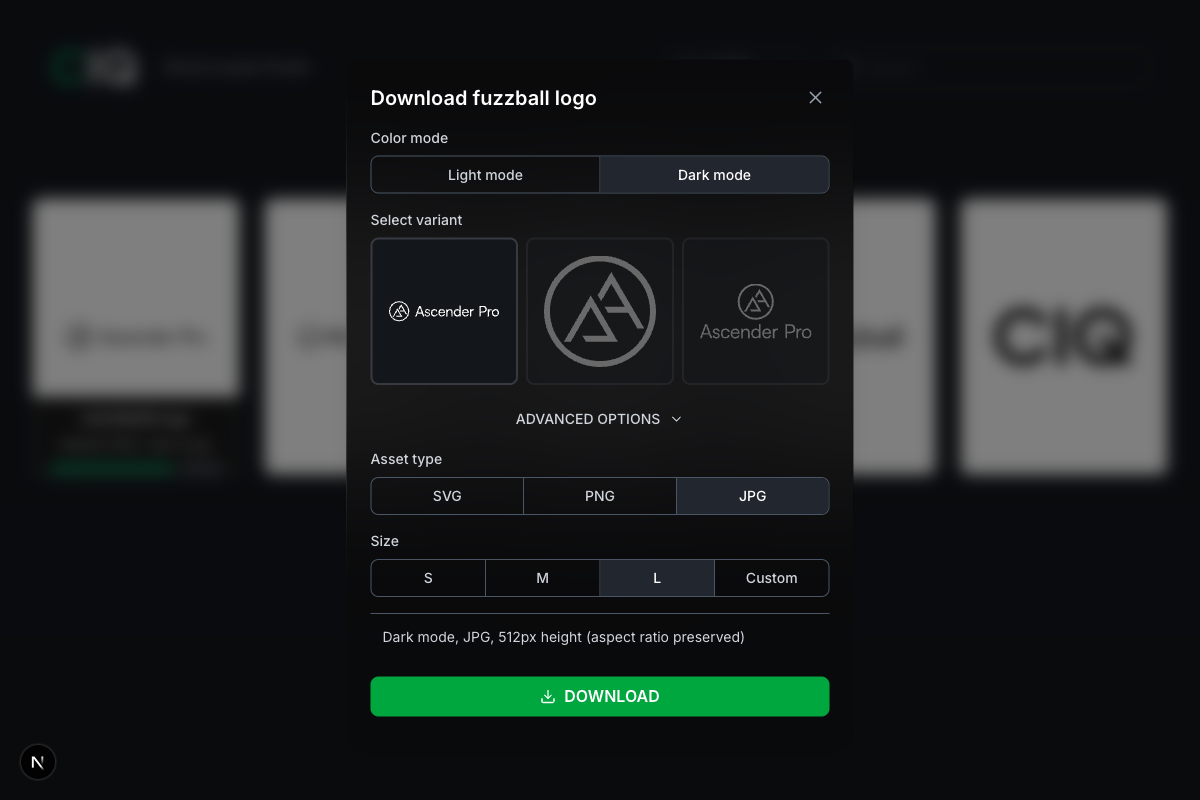 CIQ
Download fuzzball logo
Color mode
Light mode
Dark mode
Select variant
Ascender Pro
Ascender Pro
CIQ
ADVANCED OPTIONS
Asset type
SVG
PNG
JPG
Size
S
M
L
Custom
Dark mode, JPG, 512px height (aspect ratio preserved)
DOWNLOAD
N